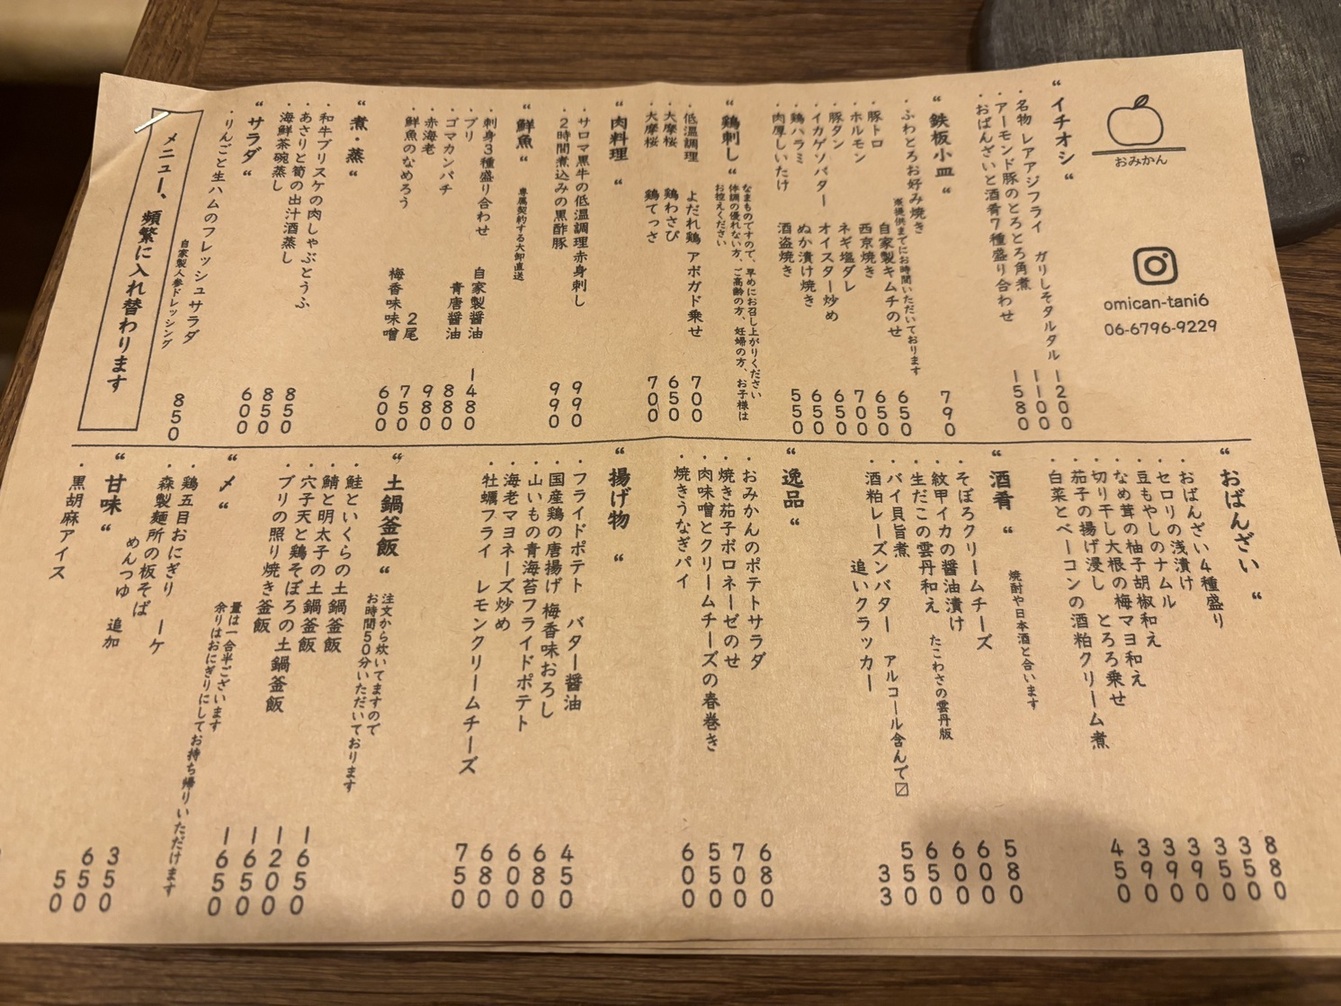 おみかん
omican-tani6
06-6796-9229
“イチオシ“
・名物 レアアジフライ ガリしそタルタル 1200
・アーモンド豚のとろとろ角煮 1100
・おばんざいと酒肴7種盛り合わせ 1580
“鉄板小皿“
・ふわとろお好み焼き 790
※提供までにお時間いただいております
・豚トロ 自家製キムチのせ 650
・ホルモン 西京焼き 650
・豚タン ネギ塩ダレ 700
・イカゲソバター オイスター炒め 650
・鶏ハラミ ぬか漬け焼き 650
・肉厚しいたけ 酒盗焼き 550
“鶏刺し“
なまものですので、早めにお召し上がりください
体調の優れない方、ご高齢の方、妊婦の方、お子様は
お控えください
・低温調理 よだれ鶏 アボガド乗せ 700
・大摩桜 鶏わさび 650
・大摩桜 鶏てっさ 700
“肉料理“
・サロマ黒牛の低温調理赤身刺し 990
・2時間煮込みの黒酢豚 990
“鮮魚“ 専属契約する大卸直送
・刺身3種盛り合わせ 1480
・ブリ 自家製醤油 880
・ゴマカンパチ 青唐醤油 980
・赤海老 2尾 750
・鮮魚のなめろう 梅香味味噌 600
“煮・蒸“
・和牛ブリスケの肉しゃぶとうふ 850
・あさりと筍の出汁酒蒸し 850
・海鮮茶碗蒸し 600
“サラダ“
・りんごと生ハムのフレッシュサラダ 850
自家製人参ドレッシング
メニュー、頻繁に入れ替わります
“おばんざい“
・おばんざい4種盛り 880
・セロリの浅漬け 350
・豆もやしのナムル 350
・なめ茸の柚子胡椒和え 390
・切り干し大根の梅マヨ和え 390
・茄子の揚げ浸し とろろ乗せ 390
・白菜とベーコンの酒粕クリーム煮 450
“酒肴“ 焼酎や日本酒と合います
・そぼろクリームチーズ 580
・紋甲イカの醤油漬け 600
・生だこの雲丹和え たこわさの雲丹版 600
・バイ貝旨煮 650
・酒粕レーズンバター アルコール含んで〼 550
追いクラッカー 33
“逸品“
・おみかんのポテトサラダ 680
・焼き茄子ボロネーゼのせ 700
・肉味噌とクリームチーズの春巻き 550
・焼きうなぎパイ 600
“揚げ物“
・フライドポテト バター醤油 450
・国産鶏の唐揚げ 梅香味おろし 680
・山いもの青海苔フライドポテト 600
・海老マヨネーズ炒め 680
・牡蠣フライ レモンクリームチーズ 750
“土鍋釜飯“ 注文から炊いてますので
お時間50分いただいております
・鮭といくらの土鍋釜飯 1650
・鯖と明太子の土鍋釜飯 1200
・穴子天と鶏そぼろの土鍋釜飯 1650
・ブリの照り焼き釜飯 1650
量は一合半ございます
余りはおにぎりにしてお持ち帰りいただけます
“〆“
・鶏五目おにぎり 1ケ 350
・森製麺所の板そば 650
めんつゆ 追加 50
“甘味“
・黒胡麻アイス